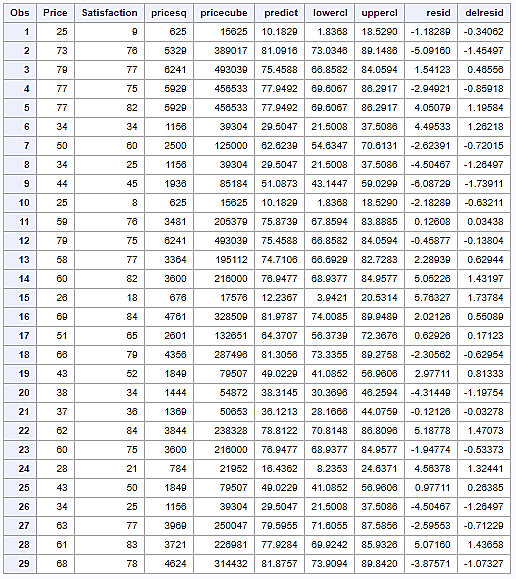 Obs Price Satisfaction pricesq pricecube predict lowercl uppercl resid delresid
1 25 9 625 15625 10.1829 1.8368 18.5290 -1.18289 -0.34062
2 73 76 5329 389017 81.0916 73.0346 89.1486 -5.09160 -1.45497
3 79 77 6241 493039 75.4588 66.8582 84.0594 1.54123 0.46556
4 77 75 5929 456533 77.9492 69.6067 86.2917 -2.94921 -0.85918
5 77 82 5929 456533 77.9492 69.6067 86.2917 4.05079 1.19584
6 34 34 1156 39304 29.5047 21.5008 37.5086 4.49533 1.26218
7 50 60 2500 125000 62.6239 54.6347 70.6131 -2.62391 -0.72015
8 34 25 1156 39304 29.5047 21.5008 37.5086 -4.50467 -1.26497
9 44 45 1936 85184 51.0873 43.1447 59.0299 -6.08729 -1.73911
10 25 8 625 15625 10.1829 1.8368 18.5290 -2.18289 -0.63211
11 59 76 3481 205379 75.8739 67.8594 83.8885 0.12608 0.03438
12 79 75 6241 493039 75.4588 66.8582 84.0594 -0.45877 -0.13804
13 58 77 3364 195112 74.7106 66.6929 82.7283 2.28939 0.62944
14 60 82 3600 216000 76.9477 68.9377 84.9577 5.05226 1.43197
15 26 18 676 17576 12.2367 3.9421 20.5314 5.76327 1.73784
16 69 84 4761 328509 81.9787 74.0085 89.9489 2.02126 0.55089
17 51 65 2601 132651 64.3707 56.3739 72.3676 0.62926 0.17123
18 66 79 4356 287496 81.3056 73.3355 89.2758 -2.30562 -0.62954
19 43 52 1849 79507 49.0229 41.0852 56.9606 2.97711 0.81333
20 38 34 1444 54872 38.3145 30.3696 46.2594 -4.31449 -1.19754
21 37 36 1369 50653 36.1213 28.1666 44.0759 -0.12126 -0.03278
22 62 84 3844 238328 78.8122 70.8148 86.8096 5.18778 1.47073
23 60 75 3600 216000 76.9477 68.9377 84.9577 -1.94774 -0.53373
24 28 21 784 21952 16.4362 8.2353 24.6371 4.56378 1.32441
25 43 50 1849 79507 49.0229 41.0852 56.9606 0.97711 0.26385
26 34 25 1156 39304 29.5047 21.5008 37.5086 -4.50467 -1.26497
27 63 77 3969 250047 79.5955 71.6055 87.5856 -2.59553 -0.71229
28 61 83 3721 226981 77.9284 69.9242 85.9326 5.07160 1.43658
29 68 78 4624 314432 81.8757 73.9094 89.8420 -3.87571 -1.07327